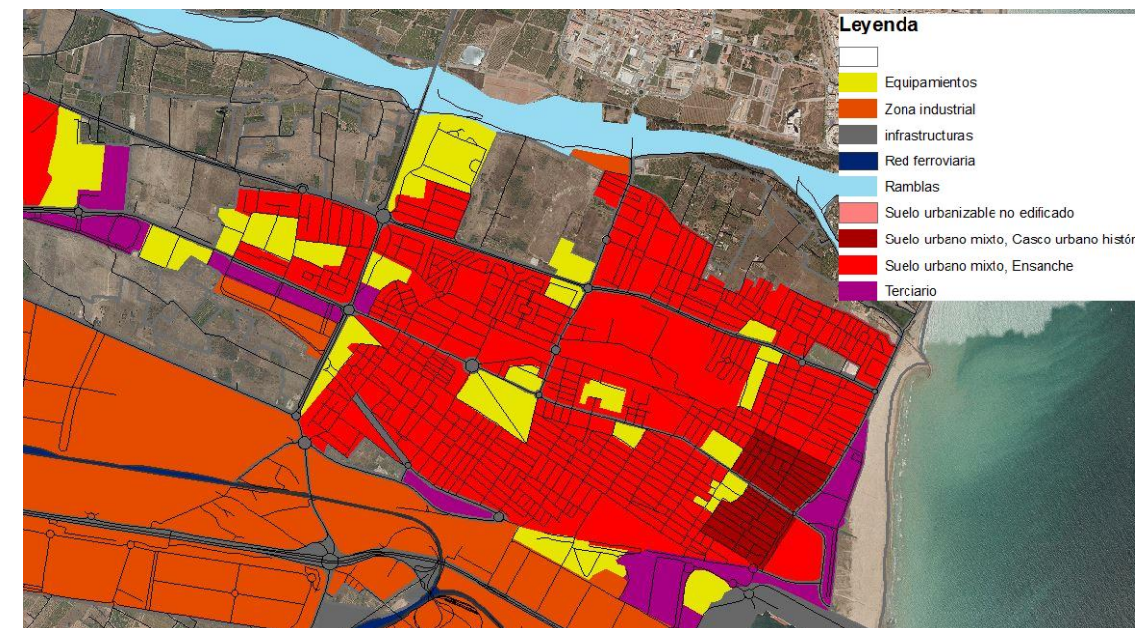 Leyenda
Equipamientos
Zona industrial
infrastructuras
Red ferroviaria
Ramblas
Suelo urbanizable no edificado
Suelo urbano mixto, Casco urbano histór
Suelo urbano mixto, Ensanche
Terciario